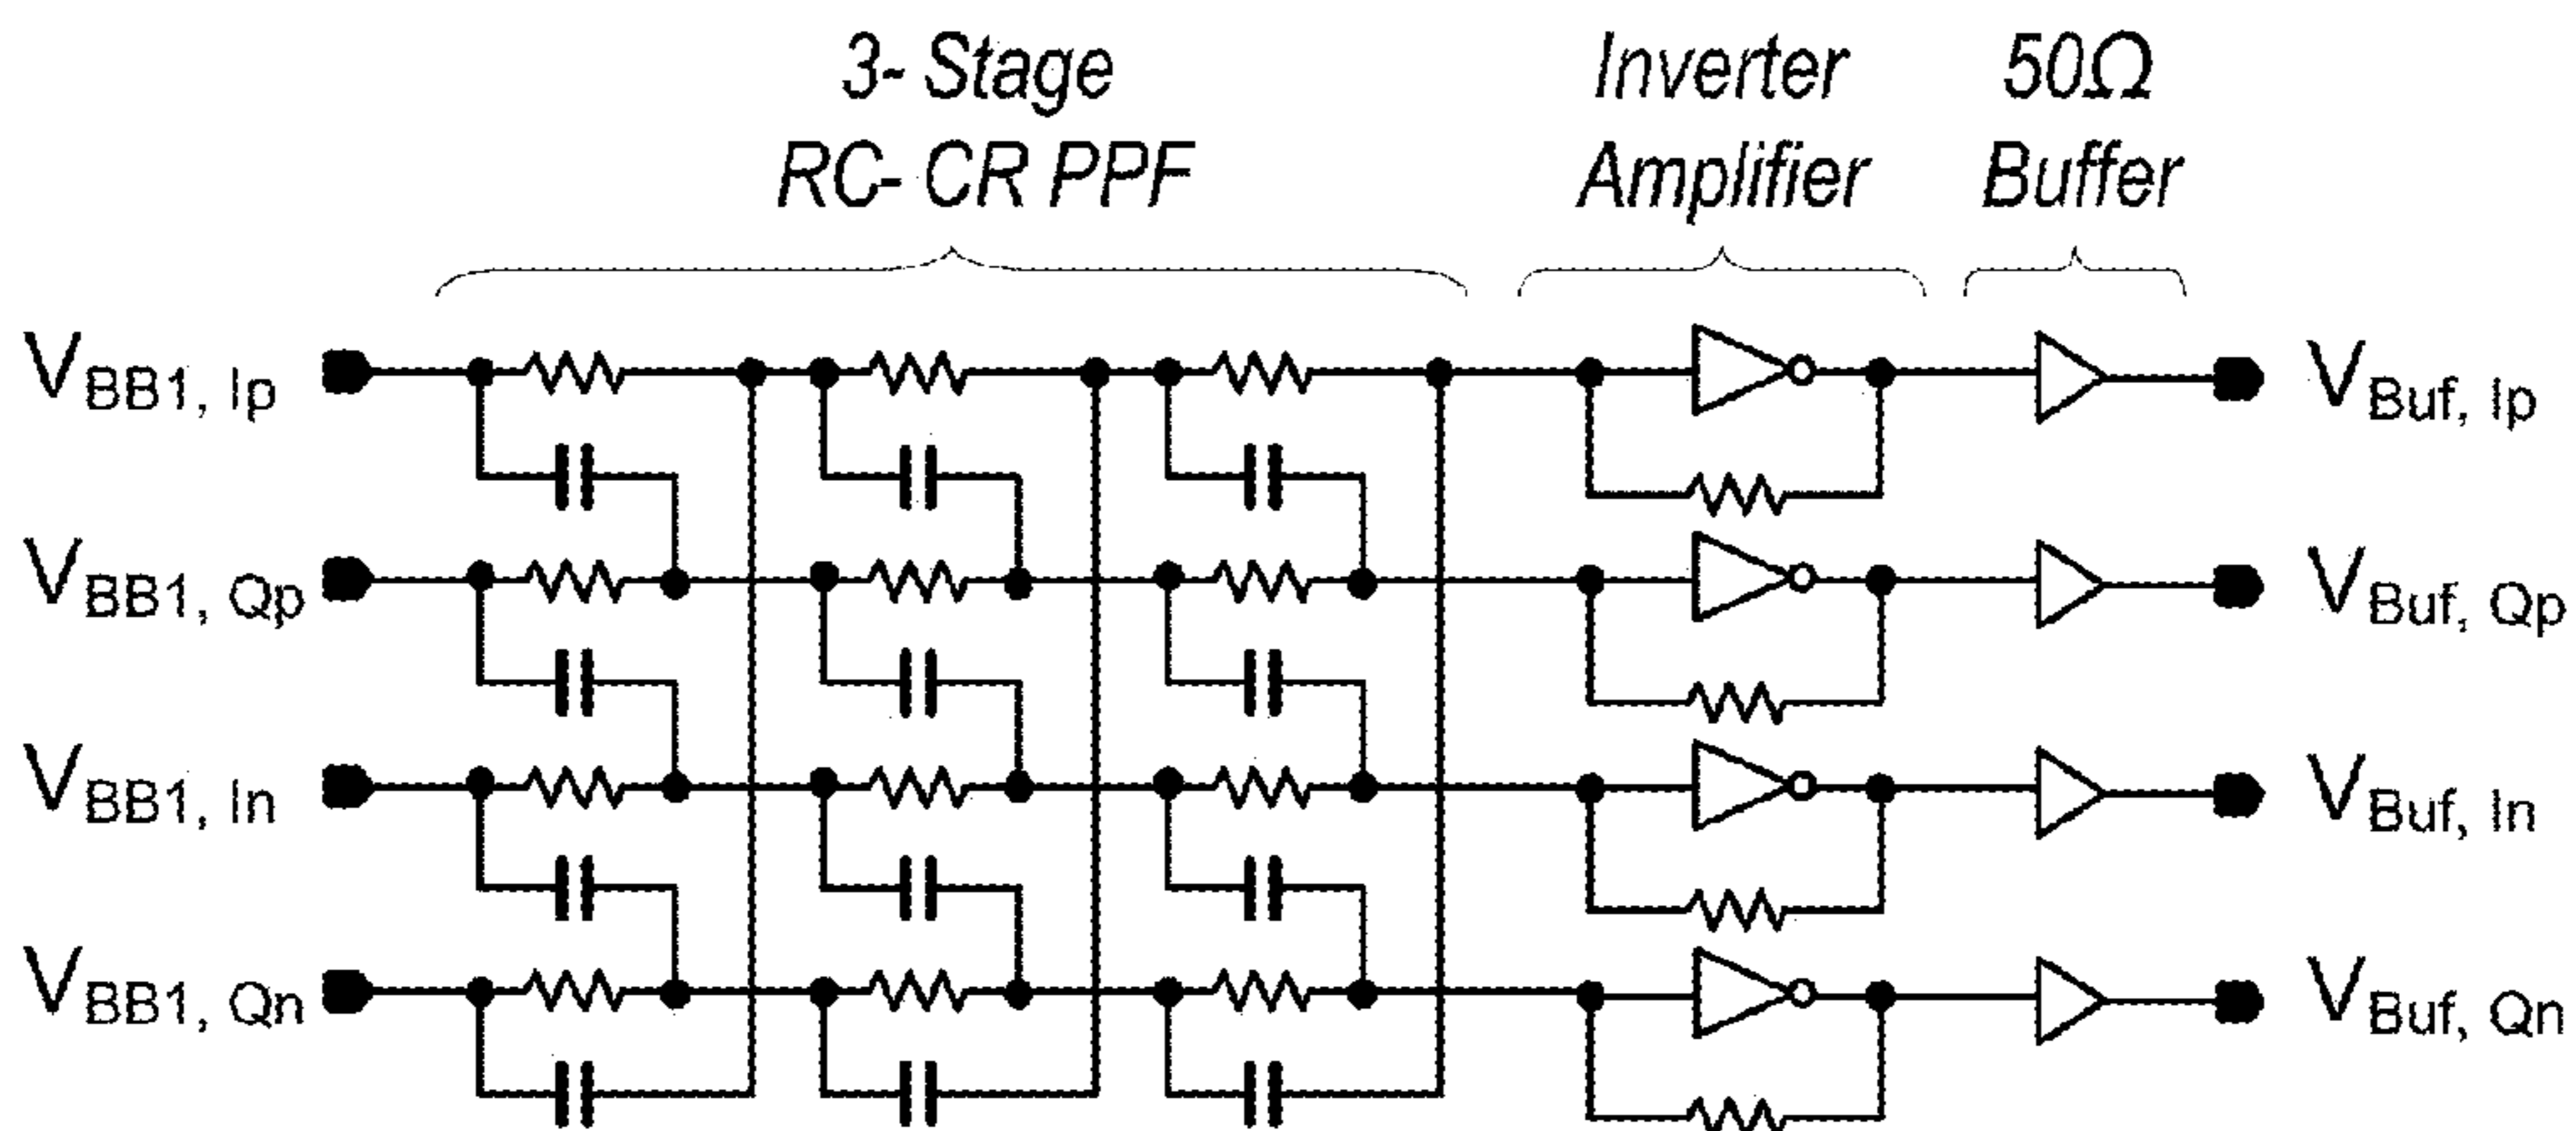 3- Stage
RC- CR PPF
Inverter
Amplifier
50Ω
Buffer
VBB1, Ip
VBuf, Ip
VBB1, Qp
VBuf, Qp
VBB1, In
VBuf, In
VBB1, Qn
VBuf, Qn